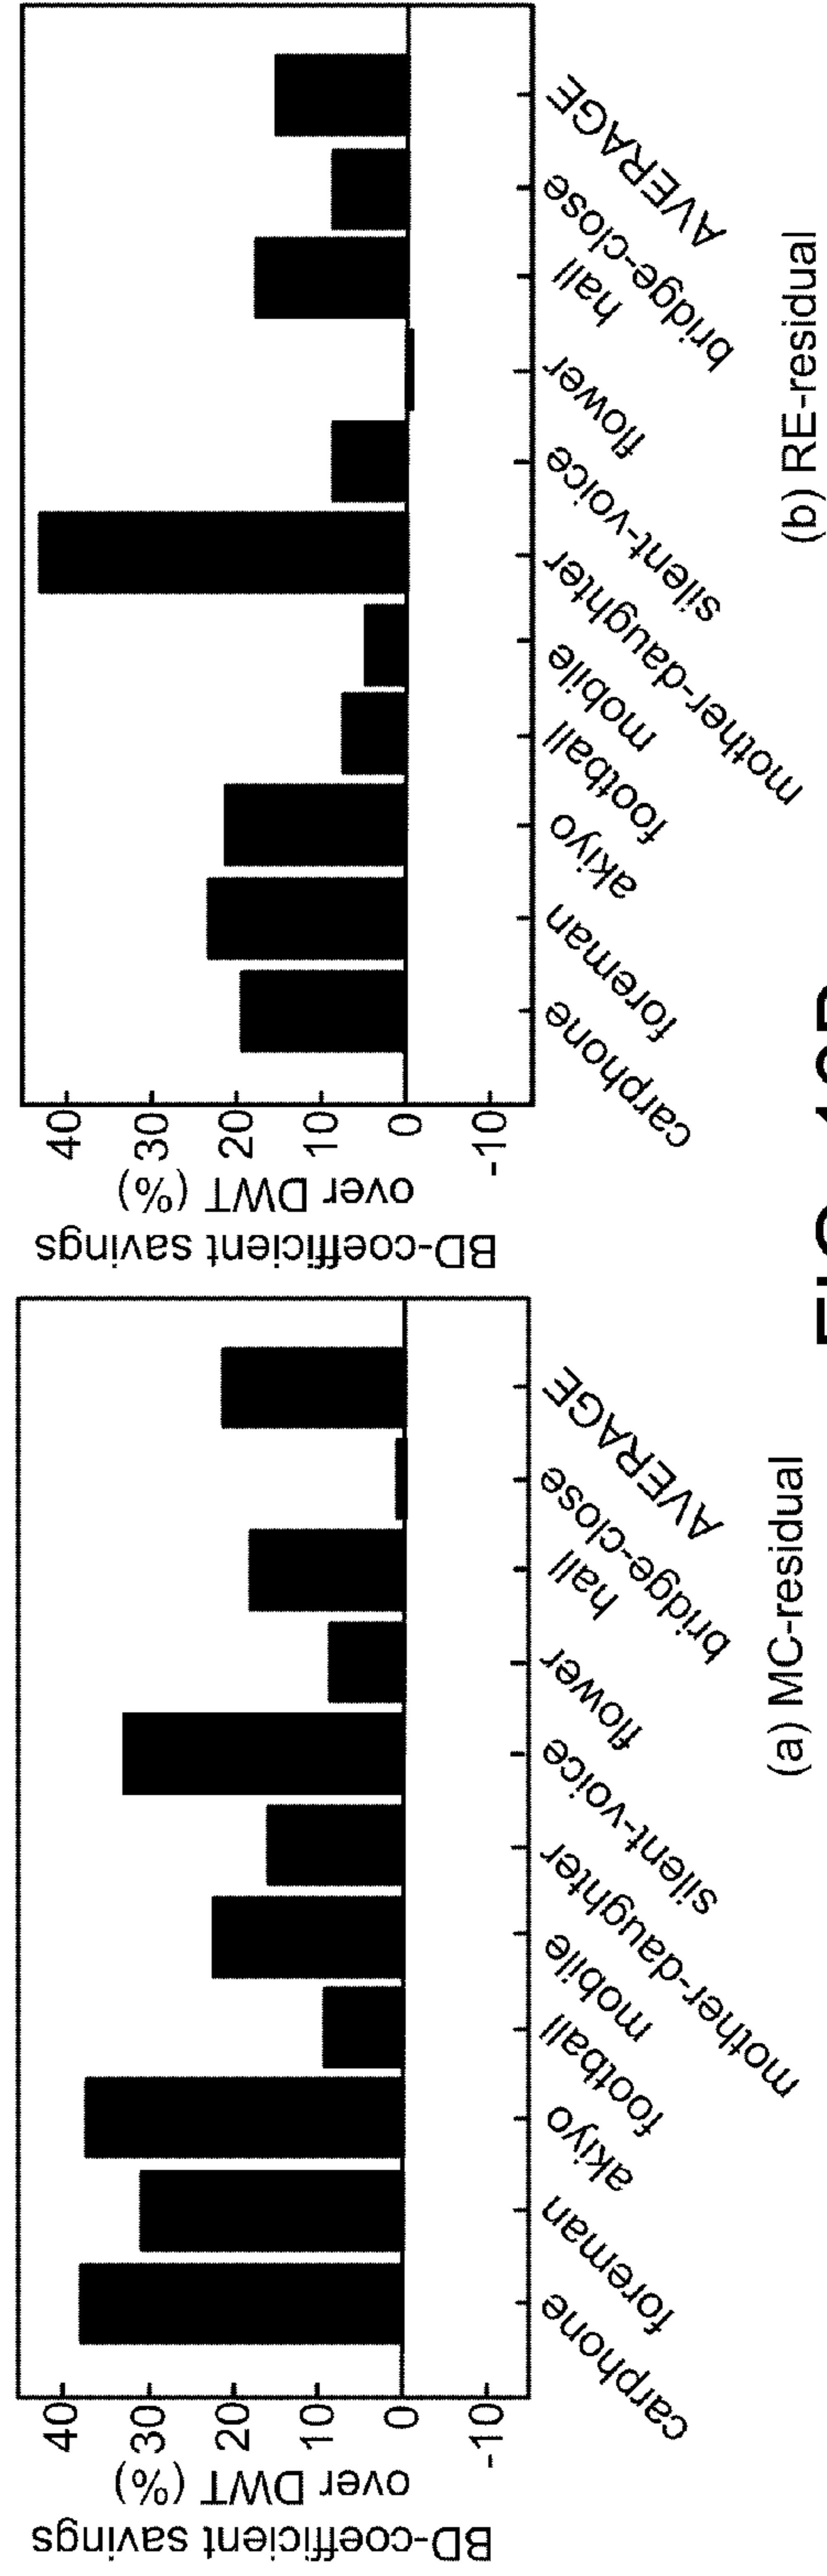 BD-coefficient savings
over DWT (%)
40
30
20
10
0
-10
carphone
foreman
akiyo
football
mobile
mother-daughter
silent-voice
flower
hall
bridge-close
AVERAGE
(a) MC-residual
BD-coefficient savings
over DWT (%)
40
30
20
10
0
-10
carphone
foreman
akiyo
football
mobile
mother-daughter
silent-voice
flower
hall
bridge-close
AVERAGE
(b) RE-residual